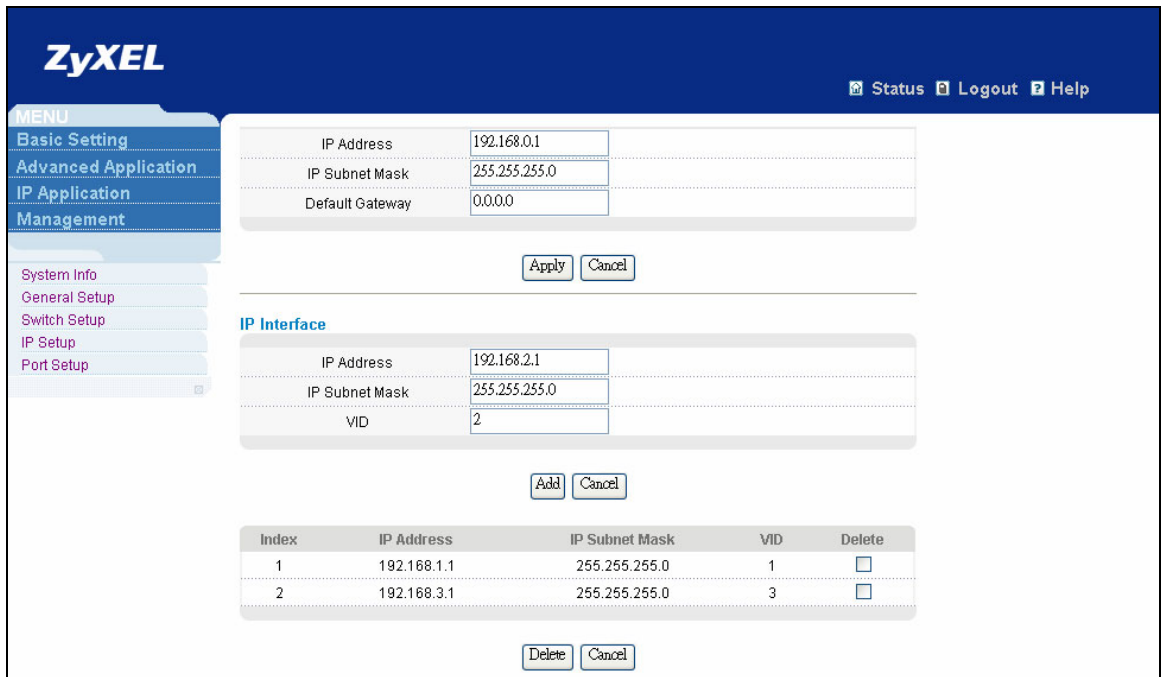 ZyXEL
Status Logout Help
MENU
Basic Setting
Advanced Application
IP Application
Management
System Info
General Setup
Switch Setup
IP Setup
Port Setup
IP Address 192.168.0.1
IP Subnet Mask 255.255.255.0
Default Gateway 0.0.0.0
Apply Cancel
IP Interface
IP Address 192.168.2.1
IP Subnet Mask 255.255.255.0
VID 2
Add Cancel
Index IP Address IP Subnet Mask VID Delete
1 192.168.1.1 255.255.255.0 1
2 192.168.3.1 255.255.255.0 3
Delete Cancel